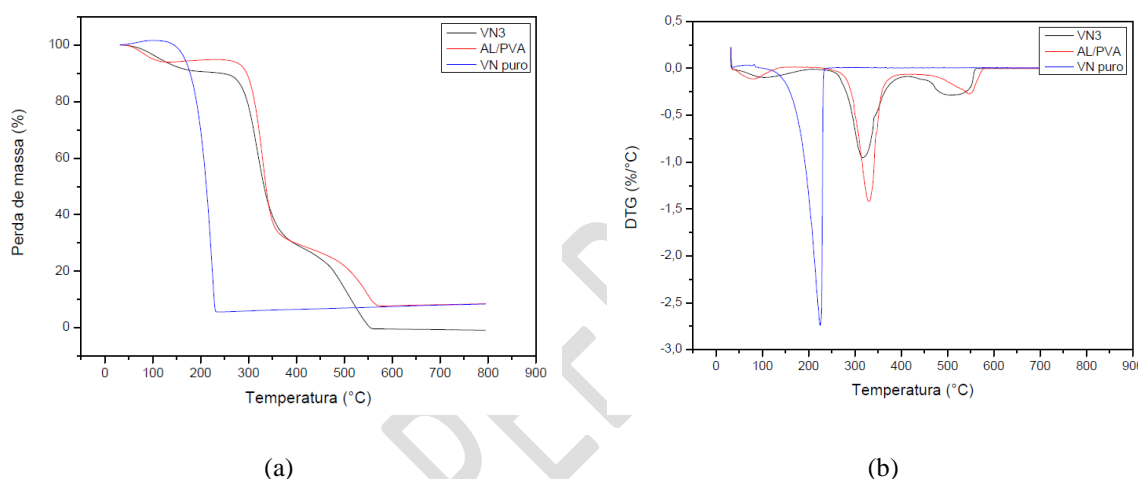 VN3
AL/PVA
VN puro
100
80
60
40
20
0
Perda de massa (%)
0 100 200 300 400 500 600 700 800 900
Temperatura (°C)
(a)
VN3
AL/PVA
VN puro
0,5
0,0
-0,5
-1,0
-1,5
-2,0
-2,5
-3,0
DTG (%/°C)
0 100 200 300 400 500 600 700 800 900
Temperatura (°C)
(b)